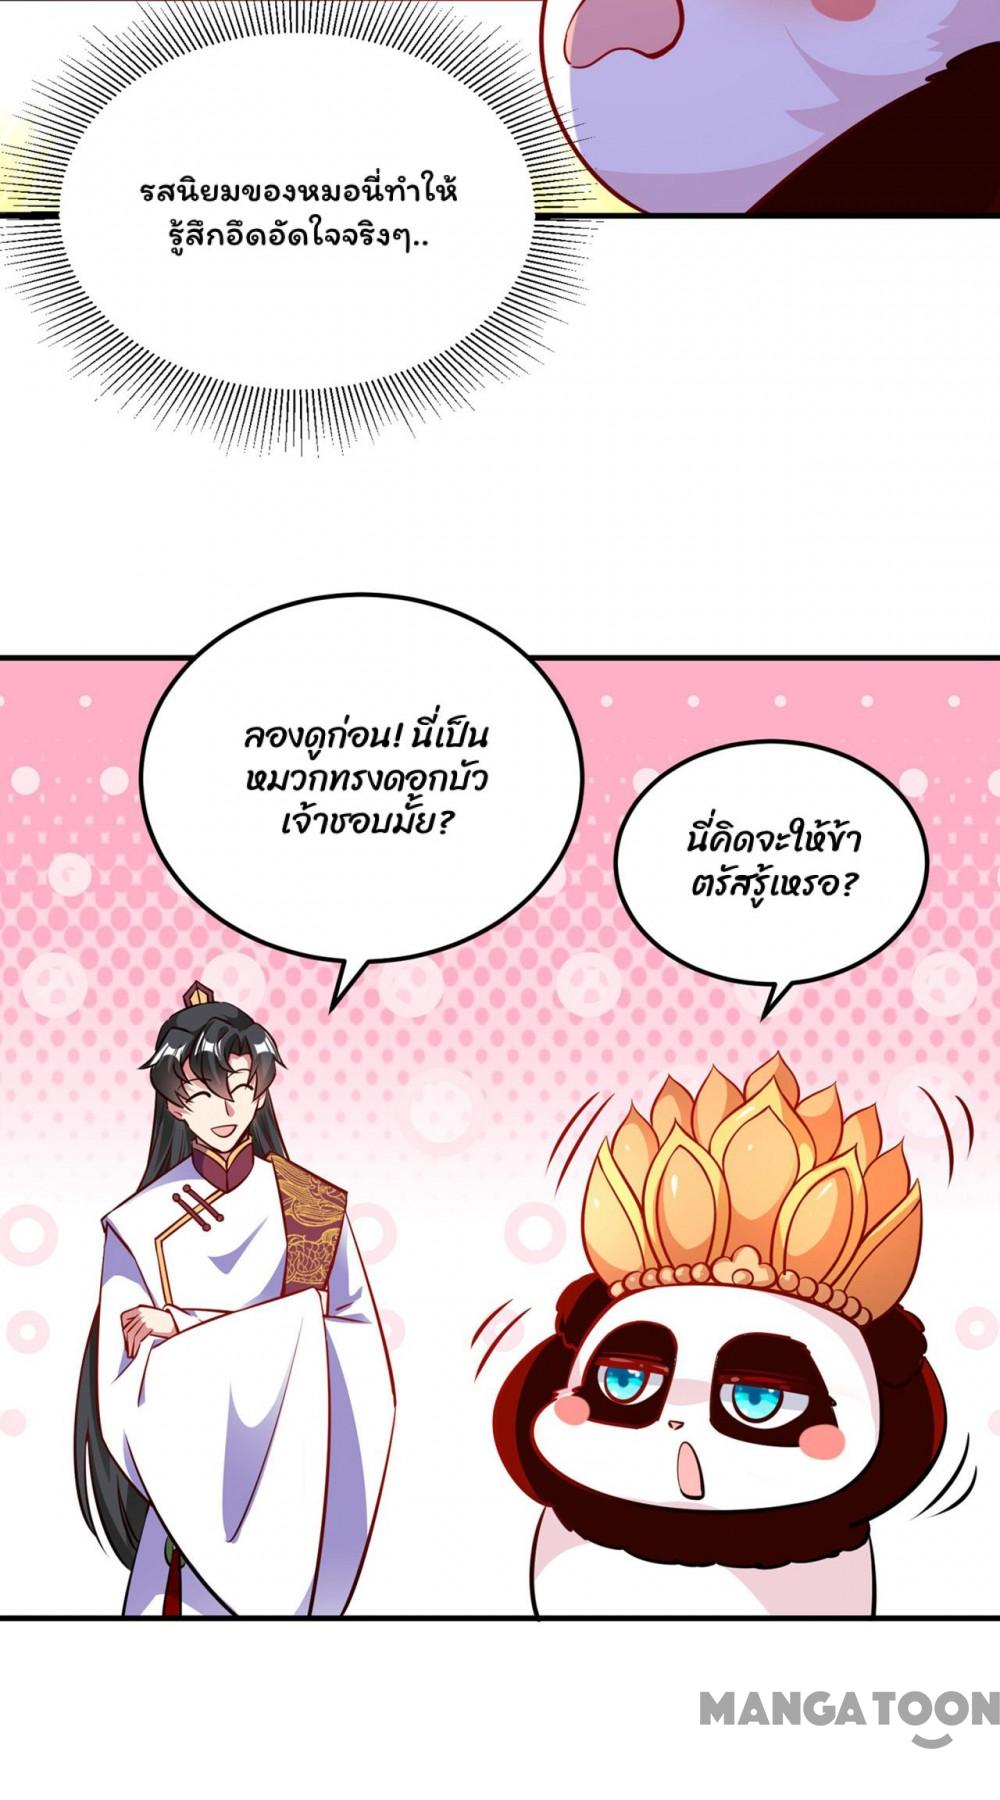 รสนิยมของหมอนี่ทำให้
รู้สึกอึดอัดใจจริงๆ..
ลองดูก่อน! นี่เป็น
หมวกทรงดอกบัว
เจ้าชอบมั้ย?
นี่คิดจะให้ข้า
ตรัสรู้เหรอ?
MANGATOON